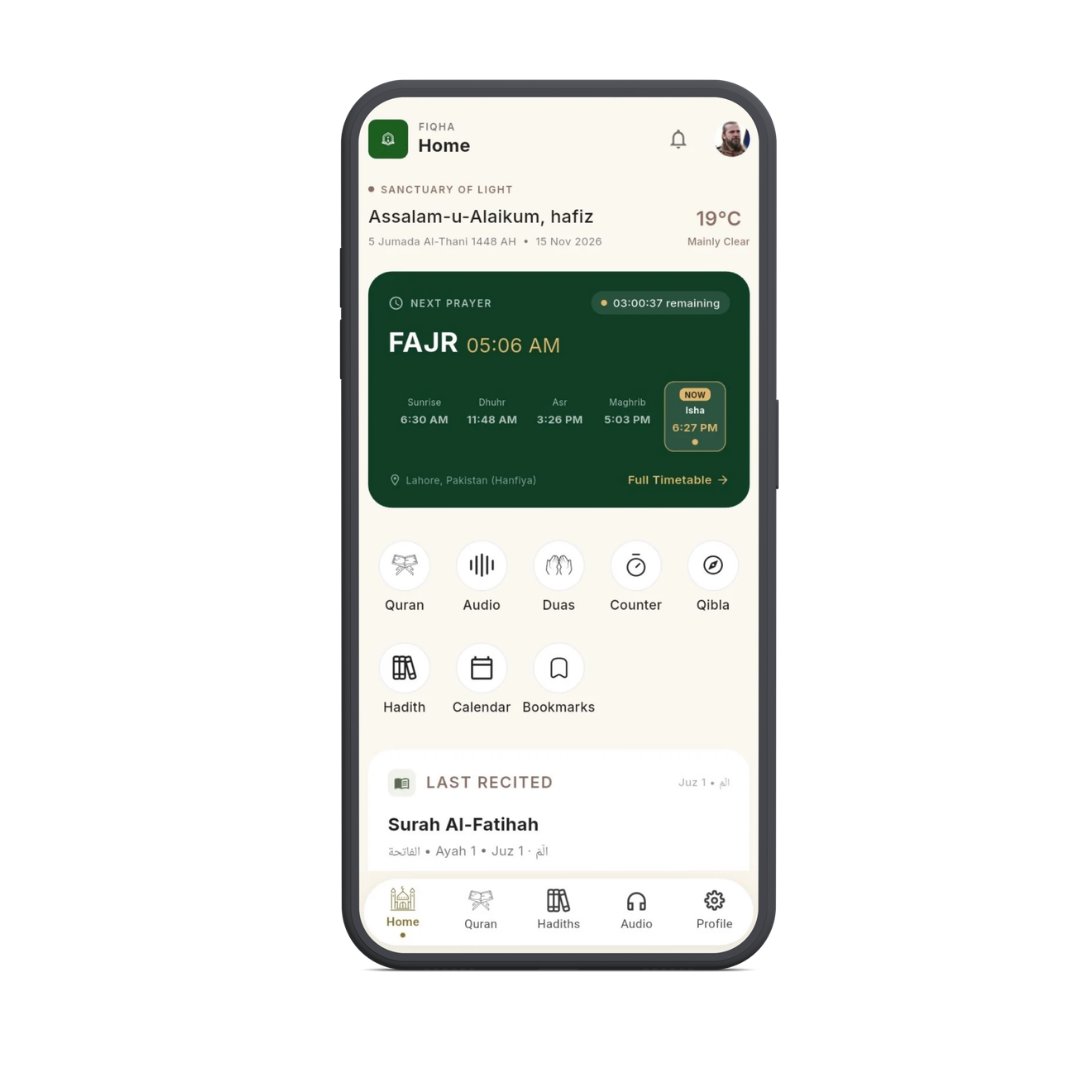 FIQHA
Home
SANCTUARY OF LIGHT
Assalam-u-Alaikum, hafiz
19°C
5 Jumada Al-Thani 1448 AH • 15 Nov 2026
Mainly Clear
NEXT PRAYER
03:00:37 remaining
FAJR 05:06 AM
Sunrise
6:30 AM
Dhuhr
11:48 AM
Asr
3:26 PM
Maghrib
5:03 PM
NOW
Isha
6:27 PM
Lahore, Pakistan (Hanfiya)
Full Timetable →
Quran
Audio
Duas
Counter
Qibla
Hadith
Calendar
Bookmarks
LAST RECITED
Juz 1 • الٓمٓ
Surah Al-Fatihah
الفاتحة • Ayah 1 • Juz 1 · الٓمٓ
Home
Quran
Hadiths
Audio
Profile